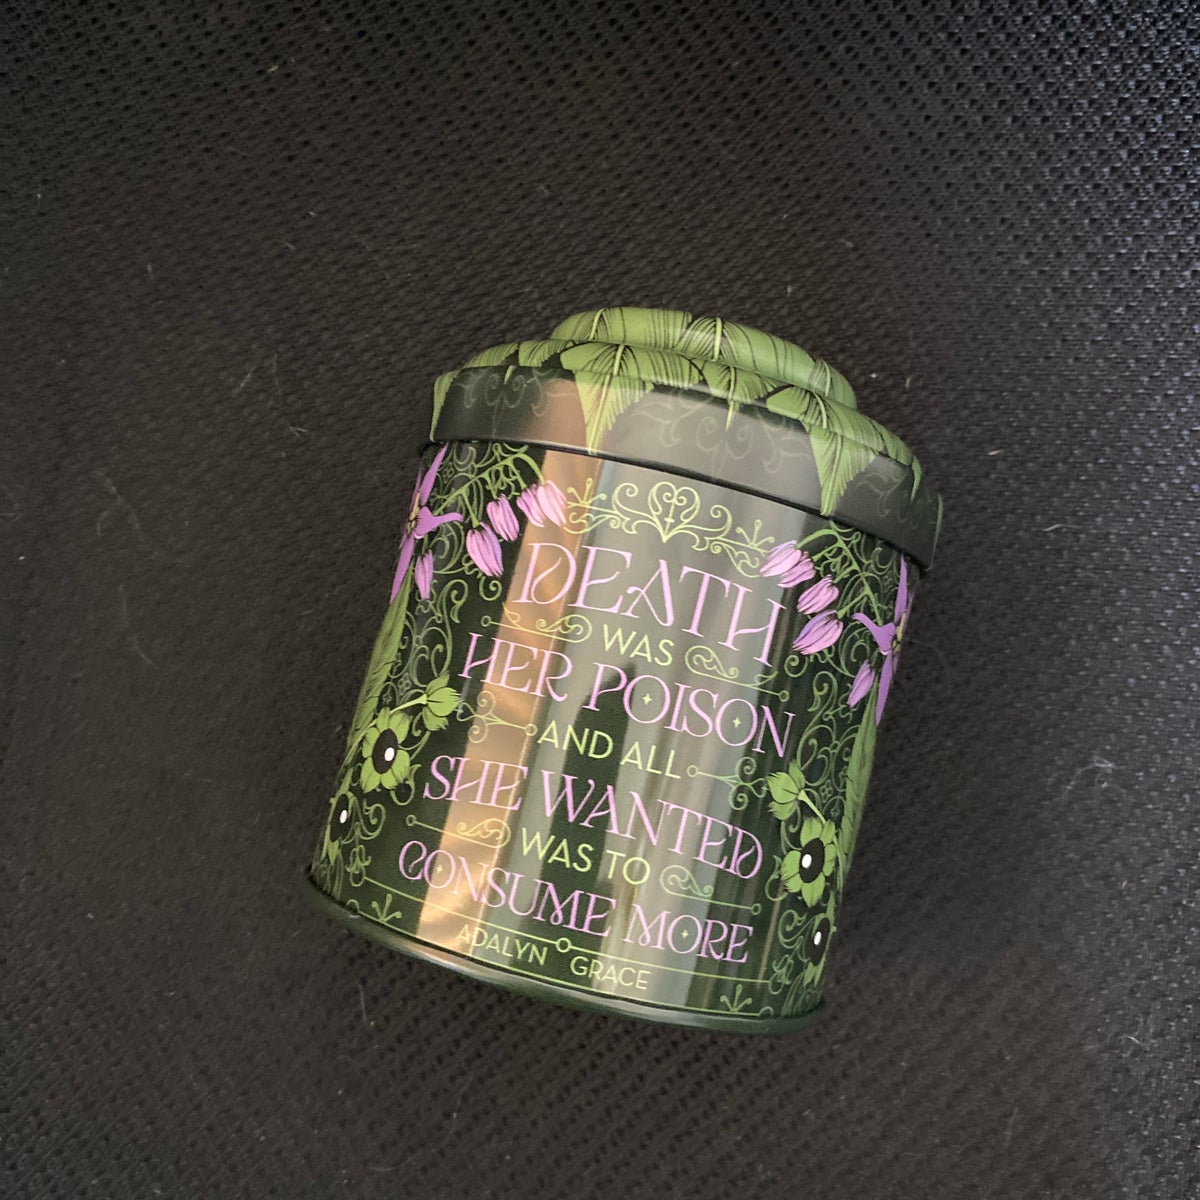 DEATH
WAS
HER POISON
AND ALL
SHE WANTED
WAS TO
CONSUME MORE
ADALYN GRACE